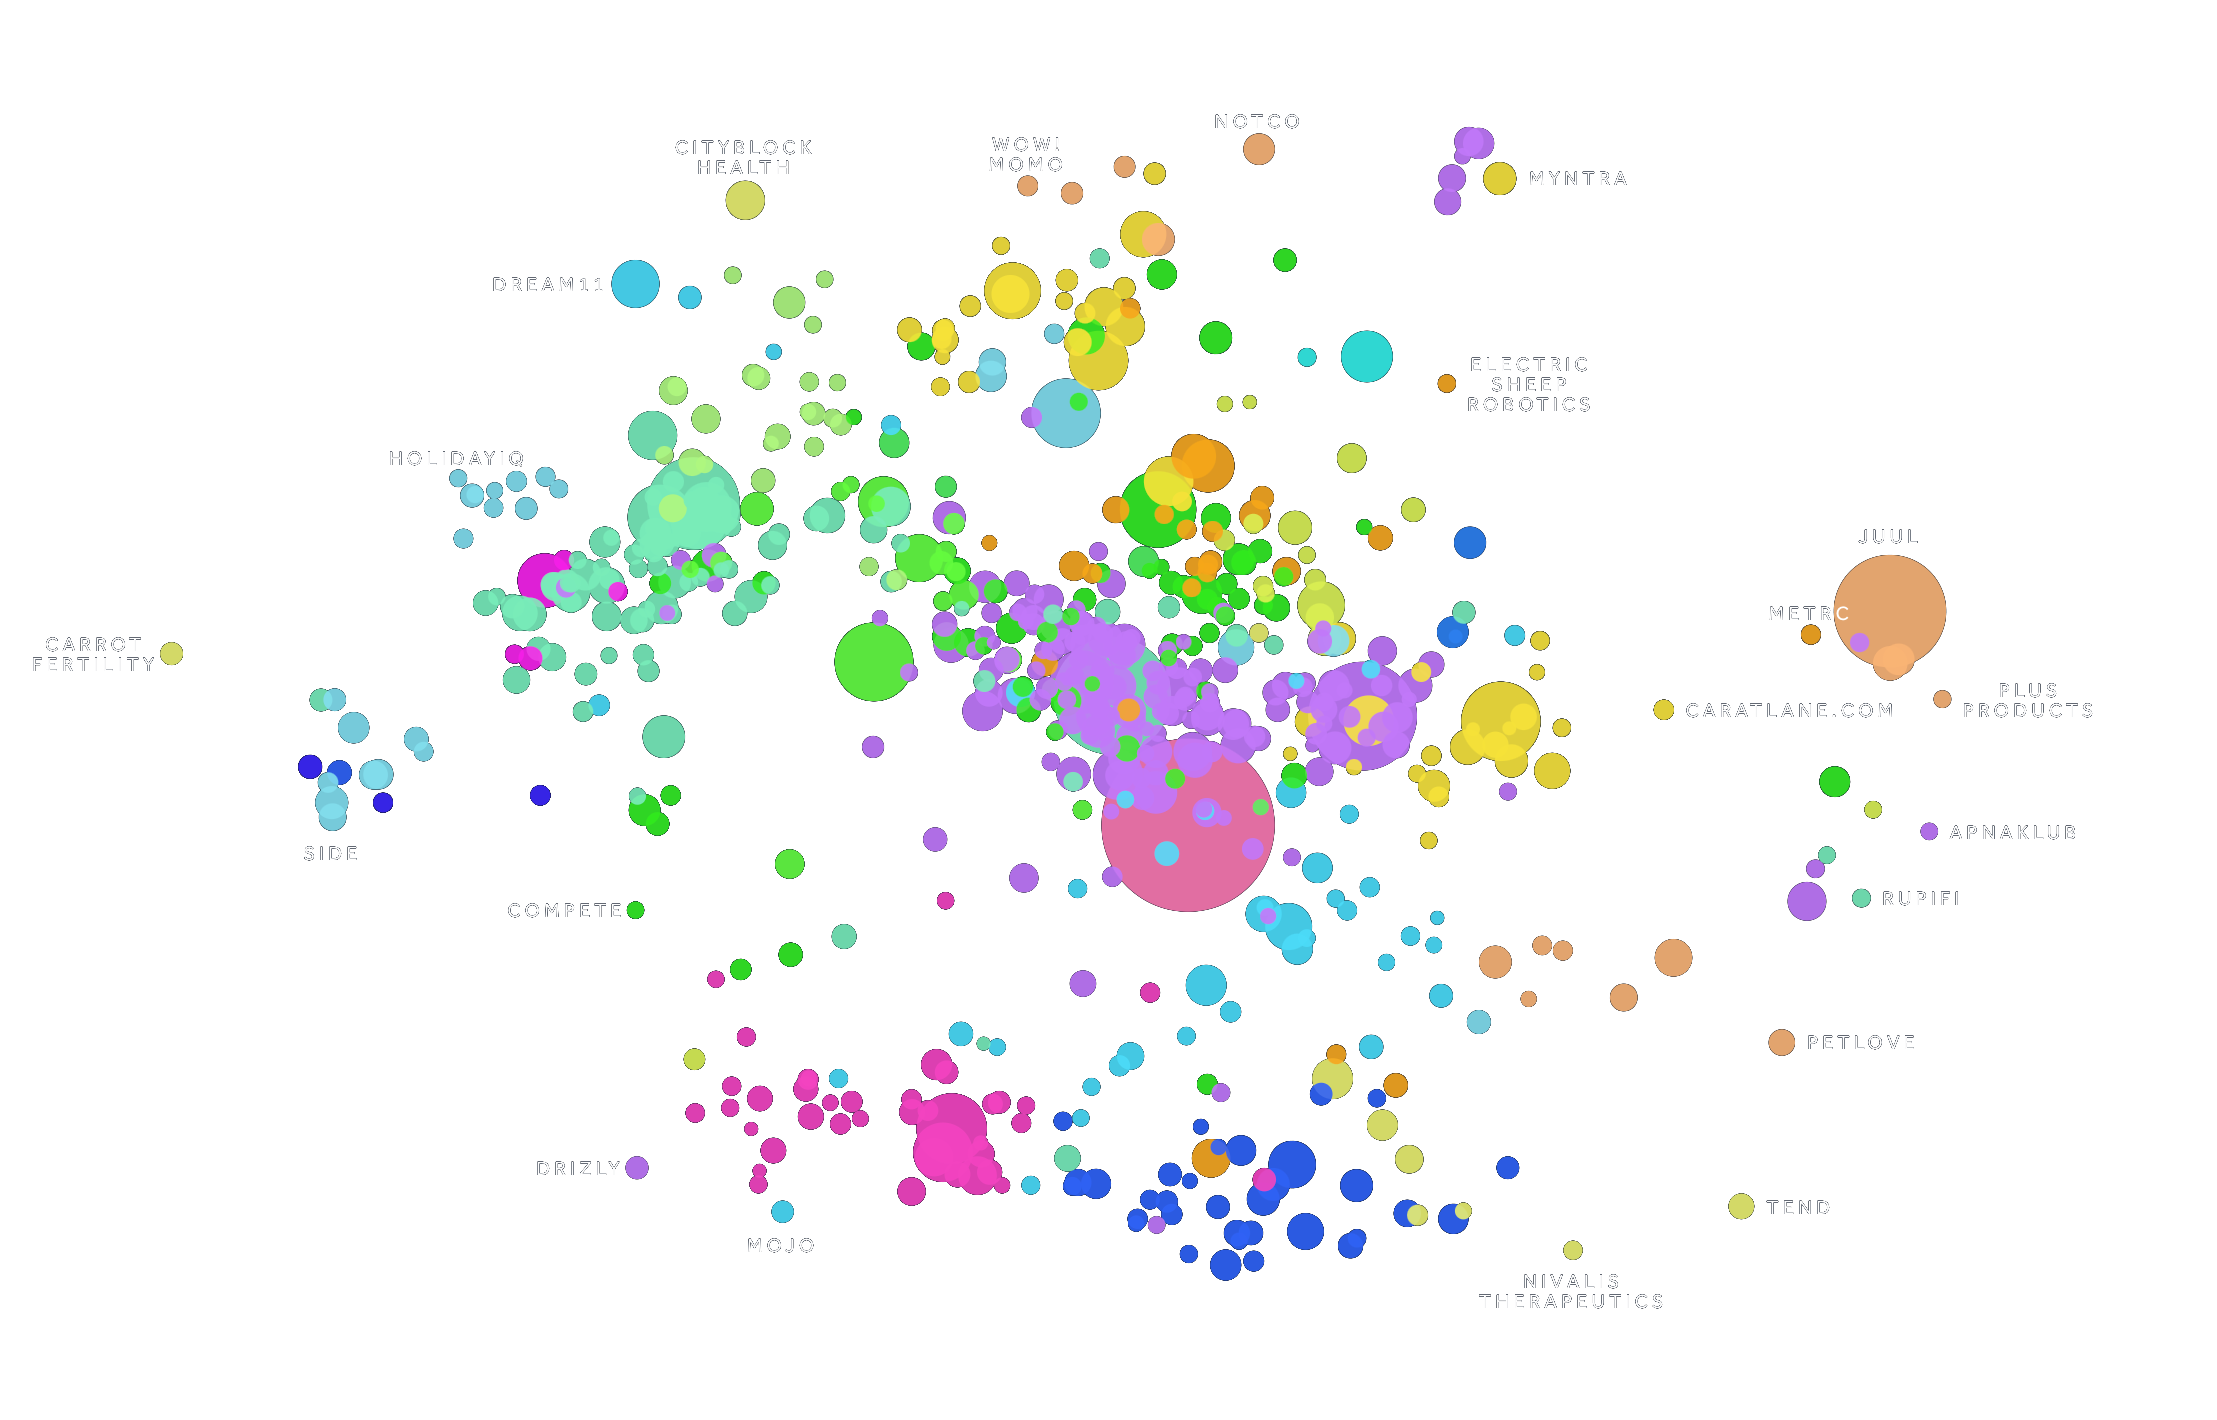 NOTCO
WOW!
MOMO
CITYBLOCK
HEALTH
MYNTRA
DREAM11
ELECTRIC
SHEEP
ROBOTICS
HOLIDAYIQ
JUUL
METRC
CARROT
FERTILITY
PLUS
PRODUCTS
CARATLANE.COM
APNAKLUB
SIDE
RUPIFI
COMPETE
PETLOVE
DRIZLY
TEND
MOJO
NIVALIS
THERAPEUTICS